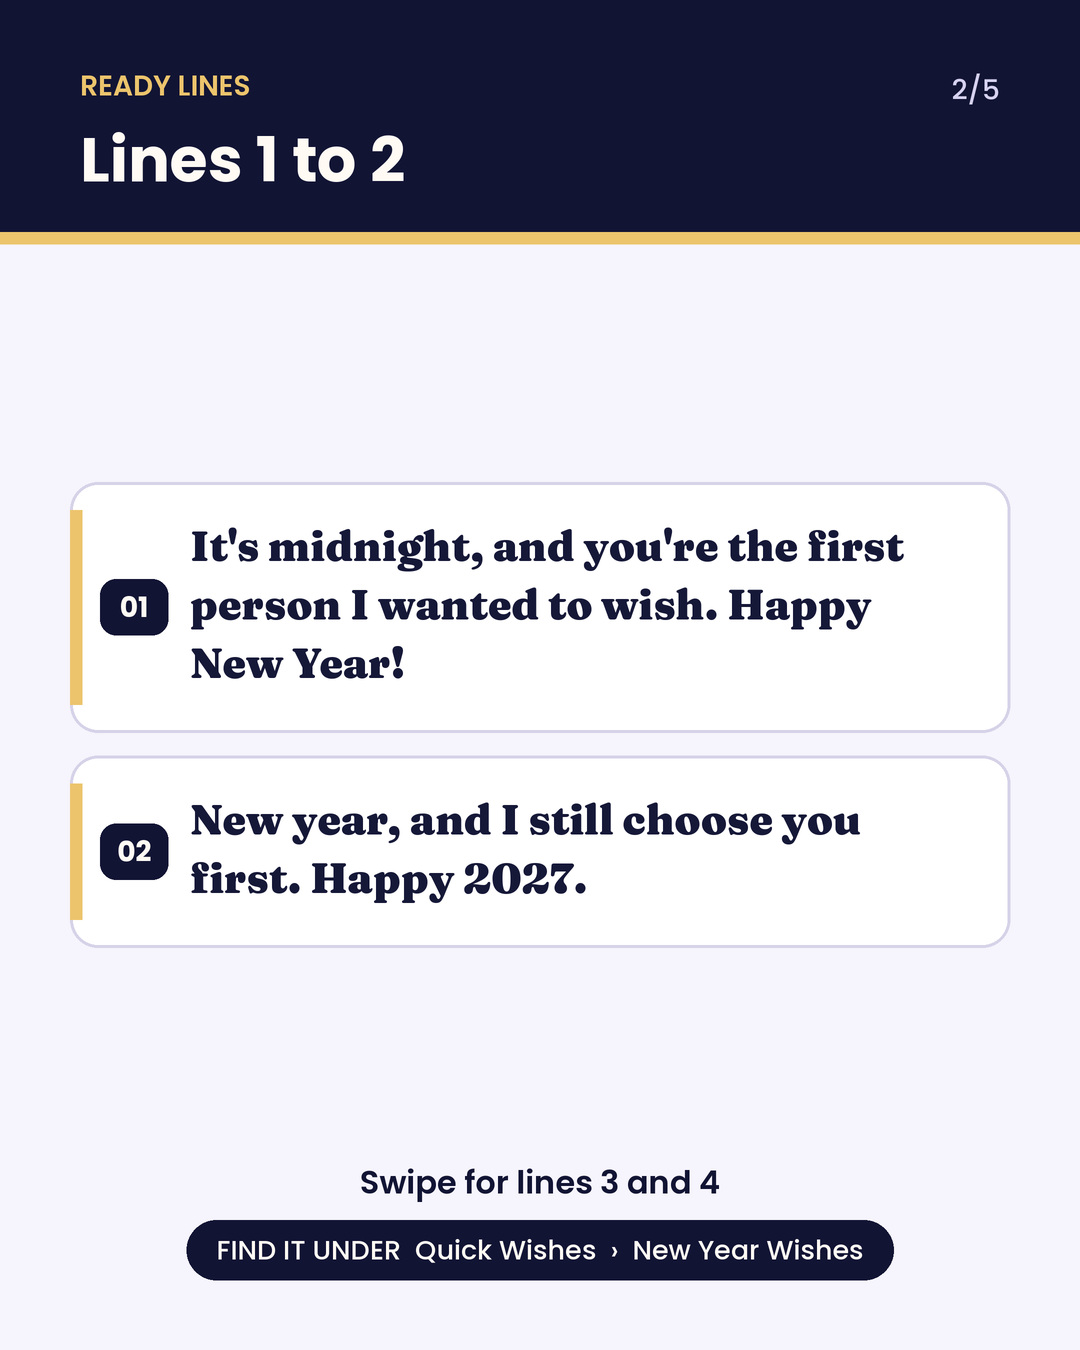 READY LINES
2/5
Lines 1 to 2
01
It's midnight, and you're the first
person I wanted to wish. Happy
New Year!
02
New year, and I still choose you
first. Happy 2027.
Swipe for lines 3 and 4
FIND IT UNDER Quick Wishes › New Year Wishes